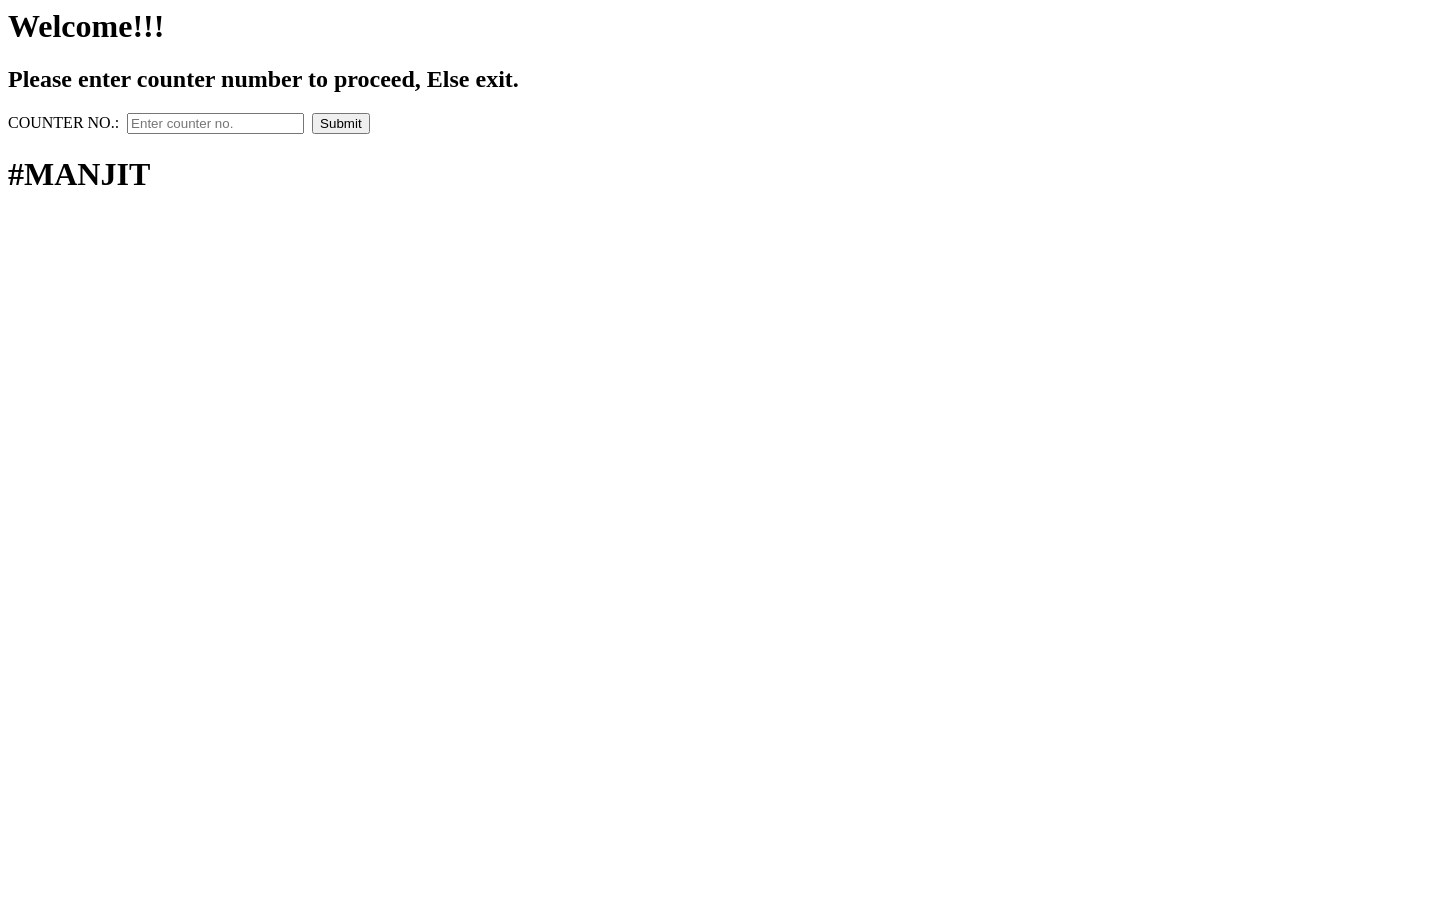 Welcome!!!
Please enter counter number to proceed, Else exit.
COUNTER NO.: Enter counter no. Submit
#MANJIT